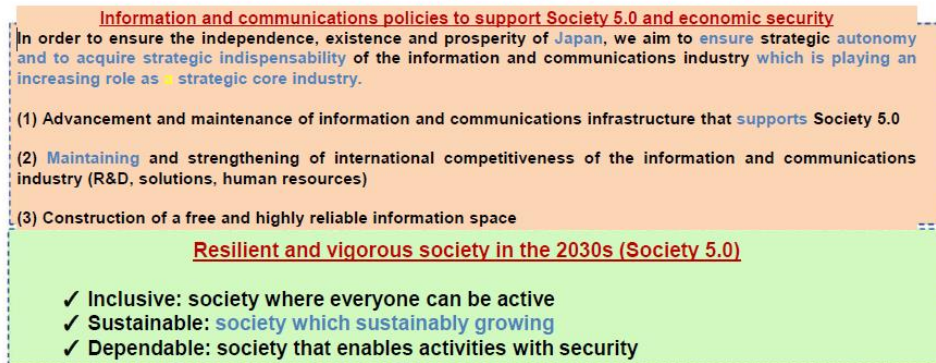 Information and communications policies to support Society 5.0 and economic security
In order to ensure the independence, existence and prosperity of Japan, we aim to ensure strategic autonomy
and to acquire strategic indispensability of the information and communications industry which is playing an
increasing role as a strategic core industry.
(1) Advancement and maintenance of information and communications infrastructure that supports Society 5.0
(2) Maintaining and strengthening of international competitiveness of the information and communications
industry (R&D, solutions, human resources)
(3) Construction of a free and highly reliable information space
Resilient and vigorous society in the 2030s (Society 5.0)
✓ Inclusive: society where everyone can be active
✓ Sustainable: society which sustainably growing
✓ Dependable: society that enables activities with security